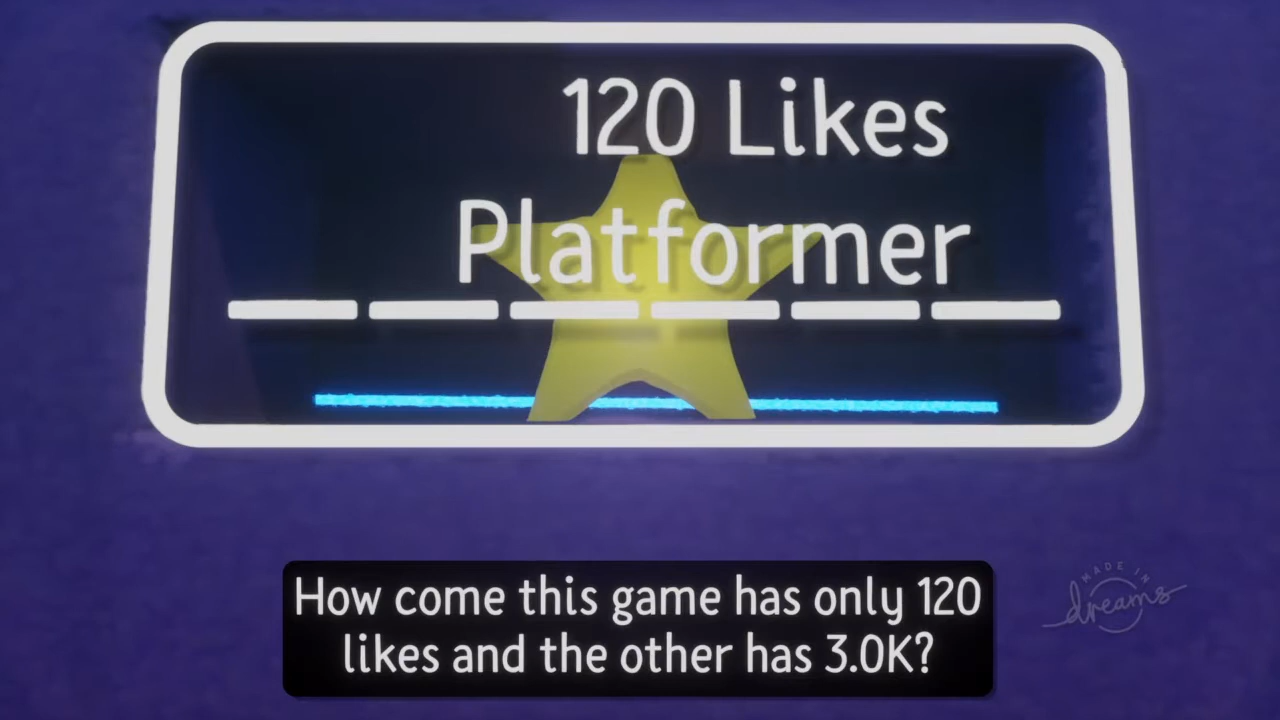 120 Likes
Platformer
How come this game has only 120
likes and the other has 3.0K?
MADE IN
dreams